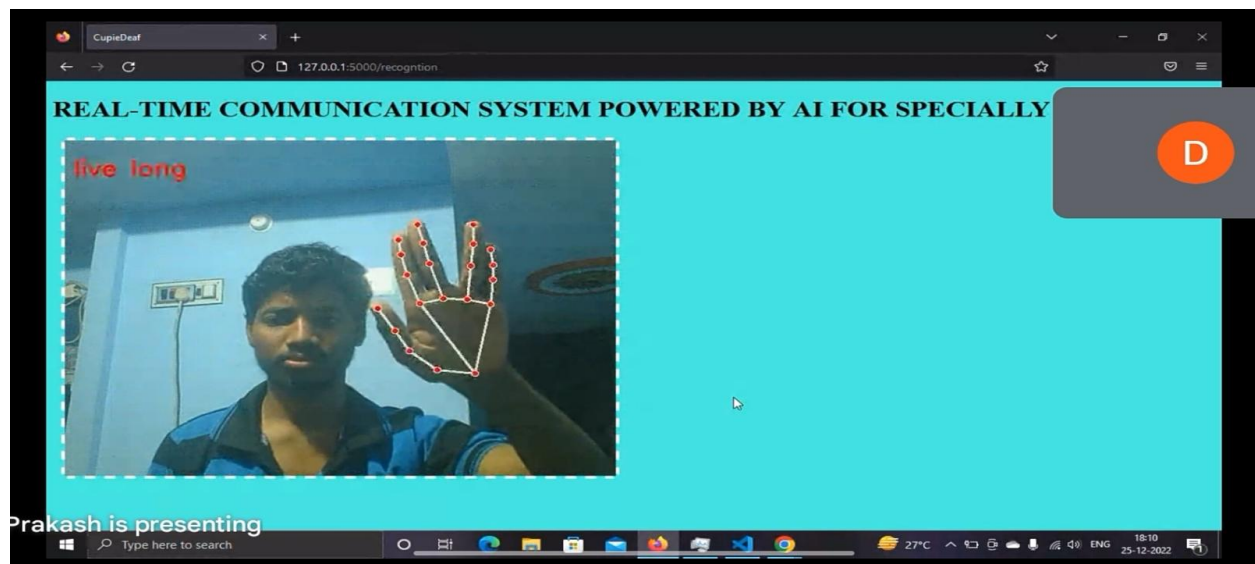 CupieDeaf
127.0.0.1:5000/recogntion
REAL-TIME COMMUNICATION SYSTEM POWERED BY AI FOR SPECIALLY
live long
D
Prakash is presenting
Type here to search
27°C
ENG
18:10
25-12-2022
1